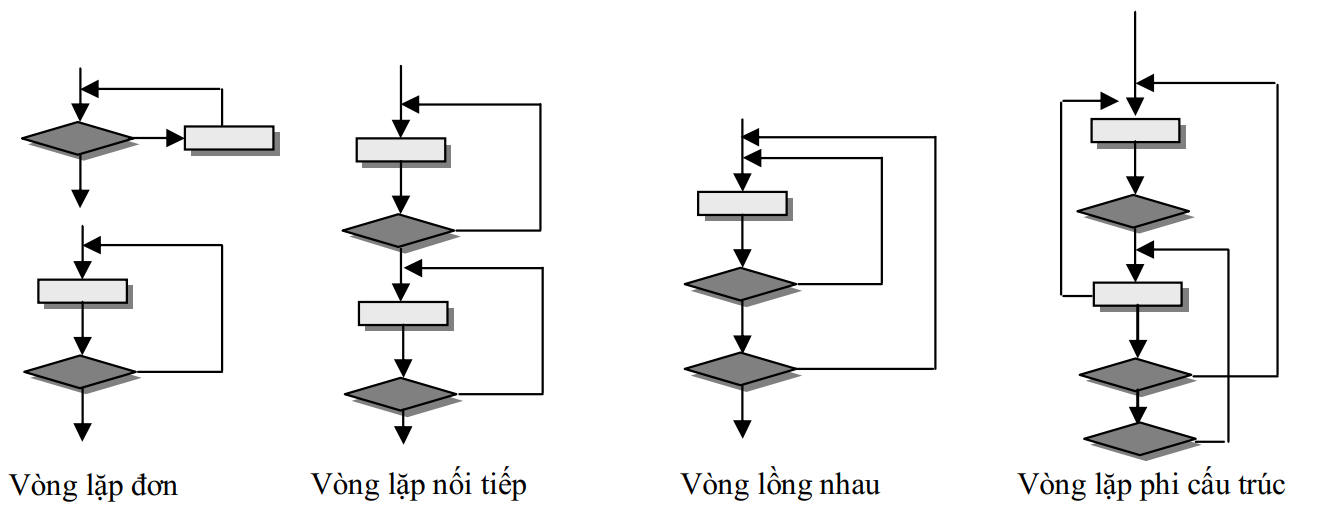 Vòng lặp đơn
Vòng lặp nối tiếp
Vòng lồng nhau
Vòng lặp phi cấu trúc